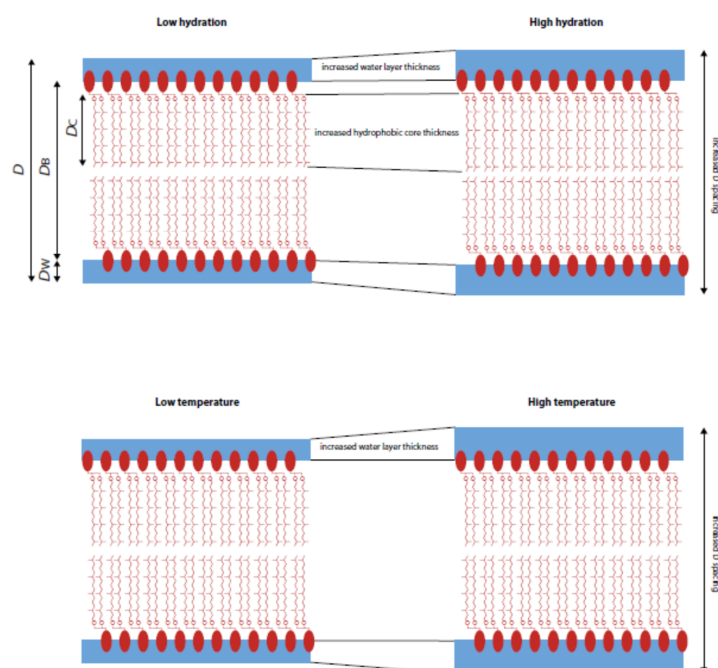 Low hydration
High hydration
increased water layer thickness
increased hydrophobic core thickness
D
DB
DC
DW
increased D spacing
Low temperature
High temperature
increased water layer thickness
increased D spacing